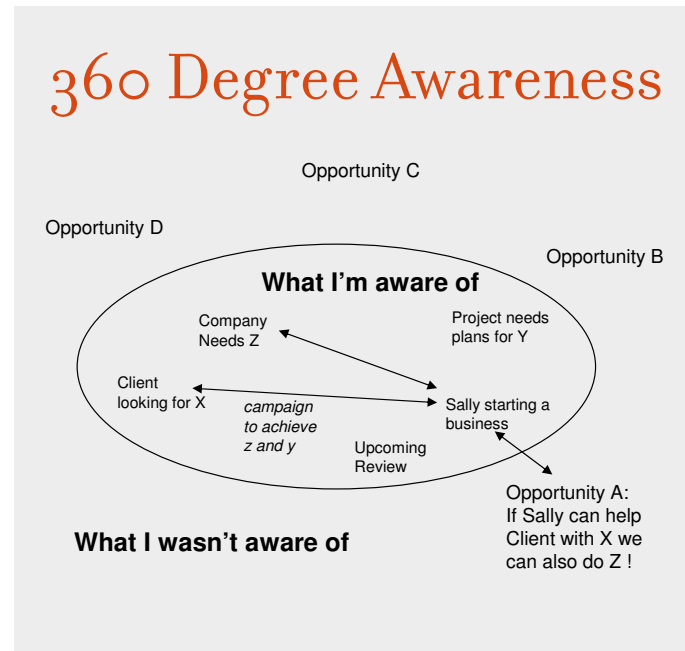 360 Degree Awareness
Opportunity C
Opportunity D
Opportunity B
What I'm aware of
Company
Needs Z
Project needs
plans for Y
Client
looking for X
campaign
to achieve
z and y
Sally starting a
business
Upcoming
Review
Opportunity A:
If Sally can help
Client with X we
can also do Z !
What I wasn't aware of